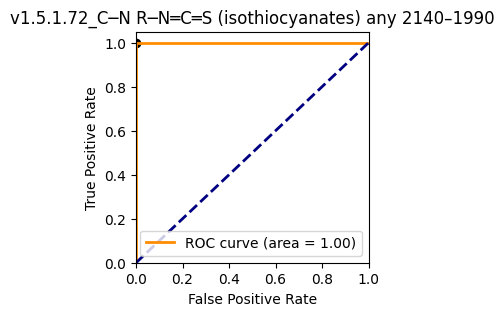 v1.5.1.72_C─N R─N═C═S (isothiocyanates) any 2140–1990
1.0
0.8
0.6
0.4
0.2
0.0
True Positive Rate
ROC curve (area = 1.00)
0.0 0.2 0.4 0.6 0.8 1.0
False Positive Rate